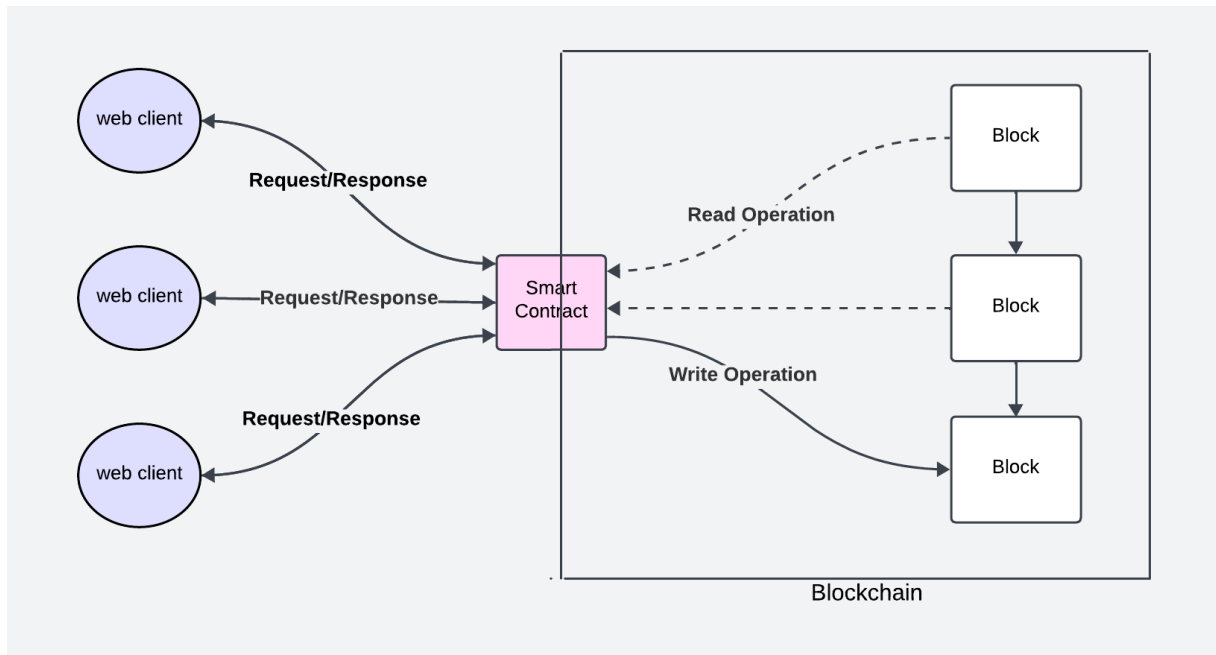 web client
Request/Response
web client
Request/Response
web client
Request/Response
Smart
Contract
Read Operation
Write Operation
Block
Block
Block
Blockchain